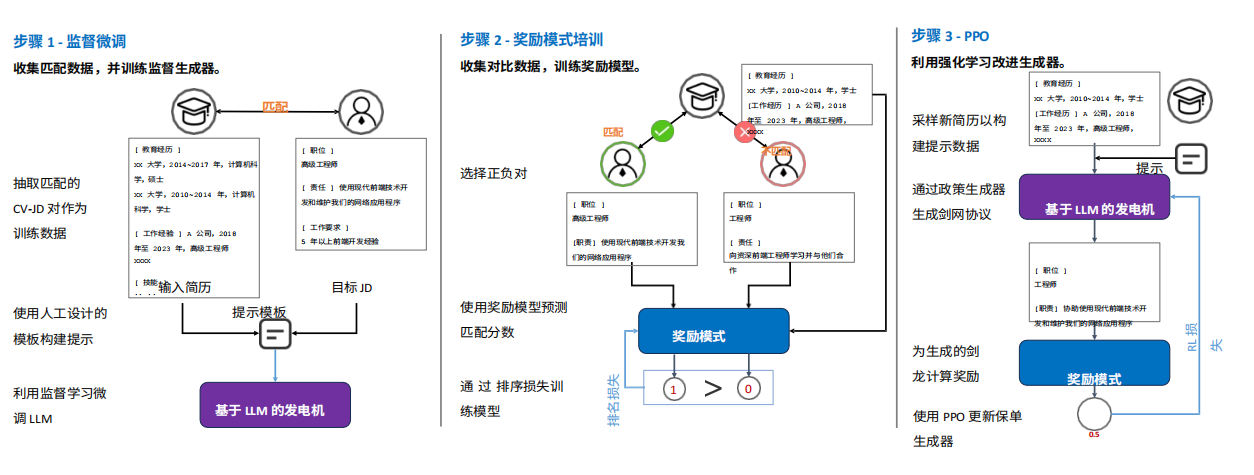 步骤 1 - 监督微调
收集匹配数据，并训练监督生成器。
匹配
[ 教育经历 ]
XX 大学，2014~2017 年，计算机科
学，硕士
XX 大学，2010~2014 年，计算机
科学，学士
[ 工作经验 ] A 公司，2018
年至 2023 年，高级工程师
XXXX
[ 技能
[ 职位 ]
高级工程师
[ 责任 ] 使用现代前端技术开
发和维护我们的网络应用程序
[ 工作要求 ]
5 年以上前端开发经验
抽取匹配的
CV-JD 对作为
训练数据
输入简历
目标 JD
提示模板
使用人工设计的
模板构建提示
利用监督学习微
调 LLM
基于 LLM 的发电机
步骤 2 - 奖励模式培训
收集对比数据，训练奖励模型。
[ 教育经历 ]
XX 大学，2010~2014 年，学士
[工作经历 ] A 公司，2018
年至 2023 年，高级工程师，
XXXX
匹配
不匹配
选择正负对
[ 职位 ]
高级工程师
[职责] 使用现代前端技术开发我
们的网络应用程序
[ 职位 ]
工程师
[ 责任 ]
向资深前端工程师学习并与他们合
作
使用奖励模型预测
匹配分数
奖励模式
排名损失
通 过 排序损失训
练模型
1 > 0
步骤 3 - PPO
利用强化学习改进生成器。
[ 教育经历 ]
XX 大学，2010~2014 年，学士
[工作经历 ] A 公司，2018
年至 2023 年，高级工程师，
XXXX
采样新简历以构
建提示数据
提示
通过政策生成器
生成剑网协议
基于 LLM 的发电机
[ 职位 ]
工程师
[职责] 协助使用现代前端技术开
发和维护我们的网络应用程序
RL 损
失
为生成的剑
龙计算奖励
奖励模式
使用 PPO 更新保单
生成器
0.5